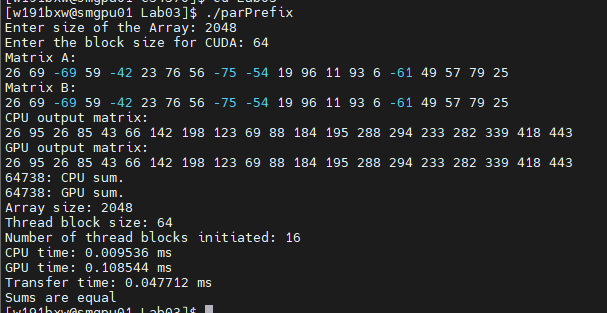 [w191bxw@smgpu01 Lab03]$ ./parPrefix
Enter size of the Array: 2048
Enter the block size for CUDA: 64
Matrix A:
26 69 -69 59 -42 23 76 56 -75 -54 19 96 11 93 6 -61 49 57 79 25
Matrix B:
26 69 -69 59 -42 23 76 56 -75 -54 19 96 11 93 6 -61 49 57 79 25
CPU output matrix:
26 95 26 85 43 66 142 198 123 69 88 184 195 288 294 233 282 339 418 443
GPU output matrix:
26 95 26 85 43 66 142 198 123 69 88 184 195 288 294 233 282 339 418 443
64738: CPU sum.
64738: GPU sum.
Array size: 2048
Thread block size: 64
Number of thread blocks initiated: 16
CPU time: 0.009536 ms
GPU time: 0.108544 ms
Transfer time: 0.047712 ms
Sums are equal
[w191bxw@smgpu01 Lab03]$